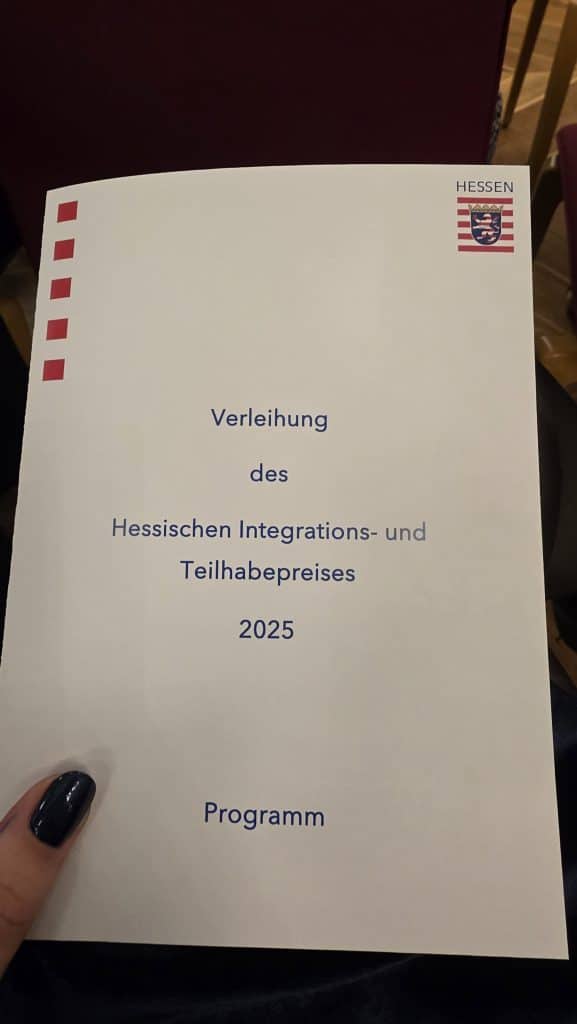 HESSEN
Verleihung
des
Hessischen Integrations- und
Teilhabepreises
2025
Programm